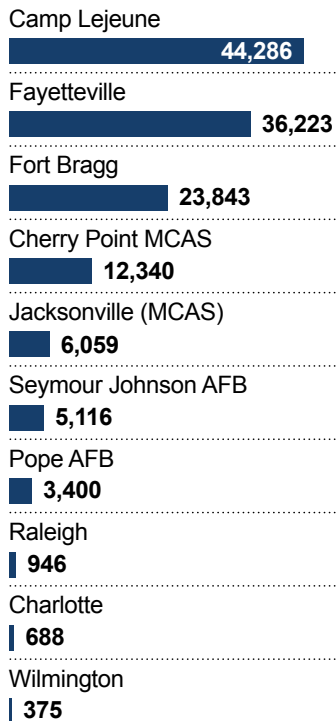 Camp Lejeune
44,286
Fayetteville
36,223
Fort Bragg
23,843
Cherry Point MCAS
12,340
Jacksonville (MCAS)
6,059
Seymour Johnson AFB
5,116
Pope AFB
3,400
Raleigh
946
Charlotte
688
Wilmington
375